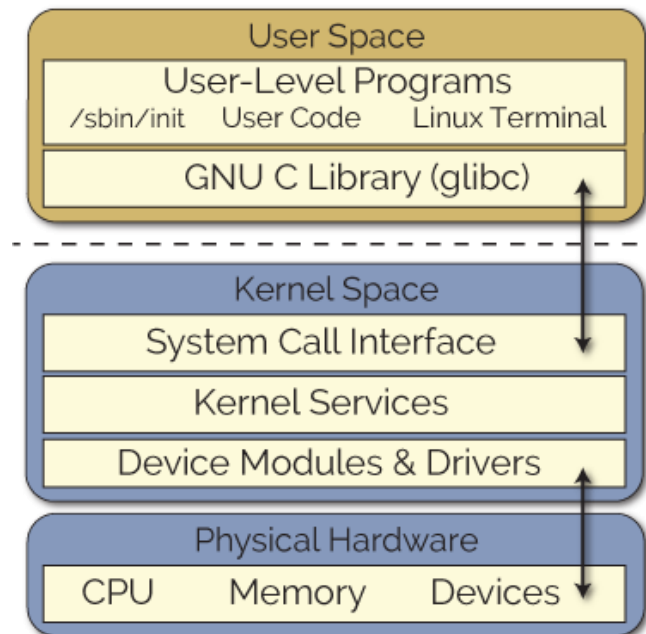 User Space
User-Level Programs
/sbin/init User Code Linux Terminal
GNU C Library (glibc)
Kernel Space
System Call Interface
Kernel Services
Device Modules & Drivers
Physical Hardware
CPU Memory Devices